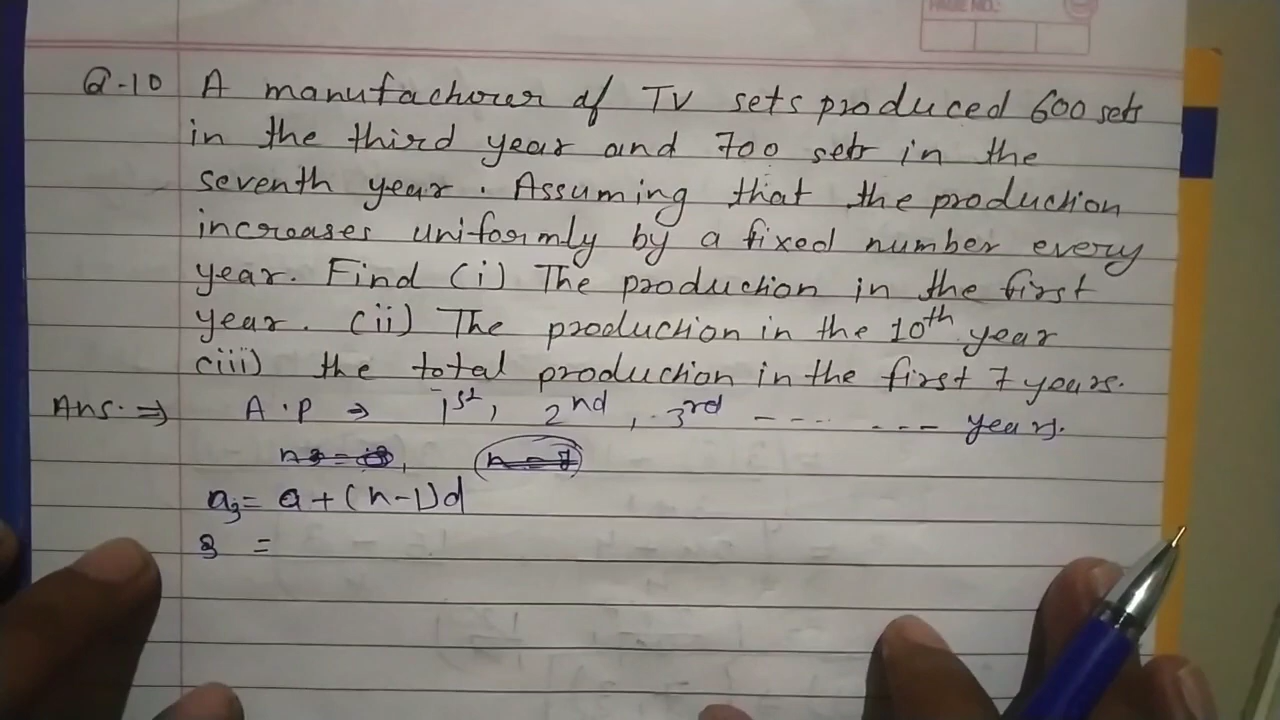 PAGE NO.:
Q-10 A manufacturer of TV sets produced 600 sets
in the third year and 700 sets in the
seventh year. Assuming that the production
increases uniformly by a fixed number every
year. Find (i) The production in the first
year. (ii) The production in the 10th year
(iii) the total production in the first 7 years.
Ans. ⇒ A.P ⇒ 1st, 2nd, 3rd ---- ... --- years.
a3 = a + (n-1)d
3 =